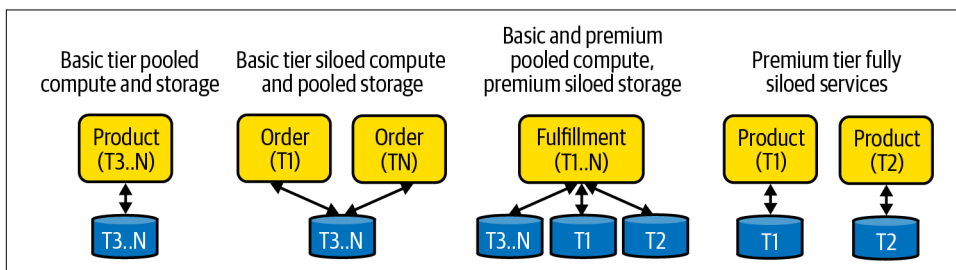 Basic tier pooled
compute and storage
Product
(T3..N)
T3..N
Basic tier siloed compute
and pooled storage
Order
(T1)
Order
(TN)
T3..N
Basic and premium
pooled compute,
premium siloed storage
Fulfillment
(T1..N)
T3..N
T1
T2
Premium tier fully
siloed services
Product
(T1)
Product
(T2)
T1
T2